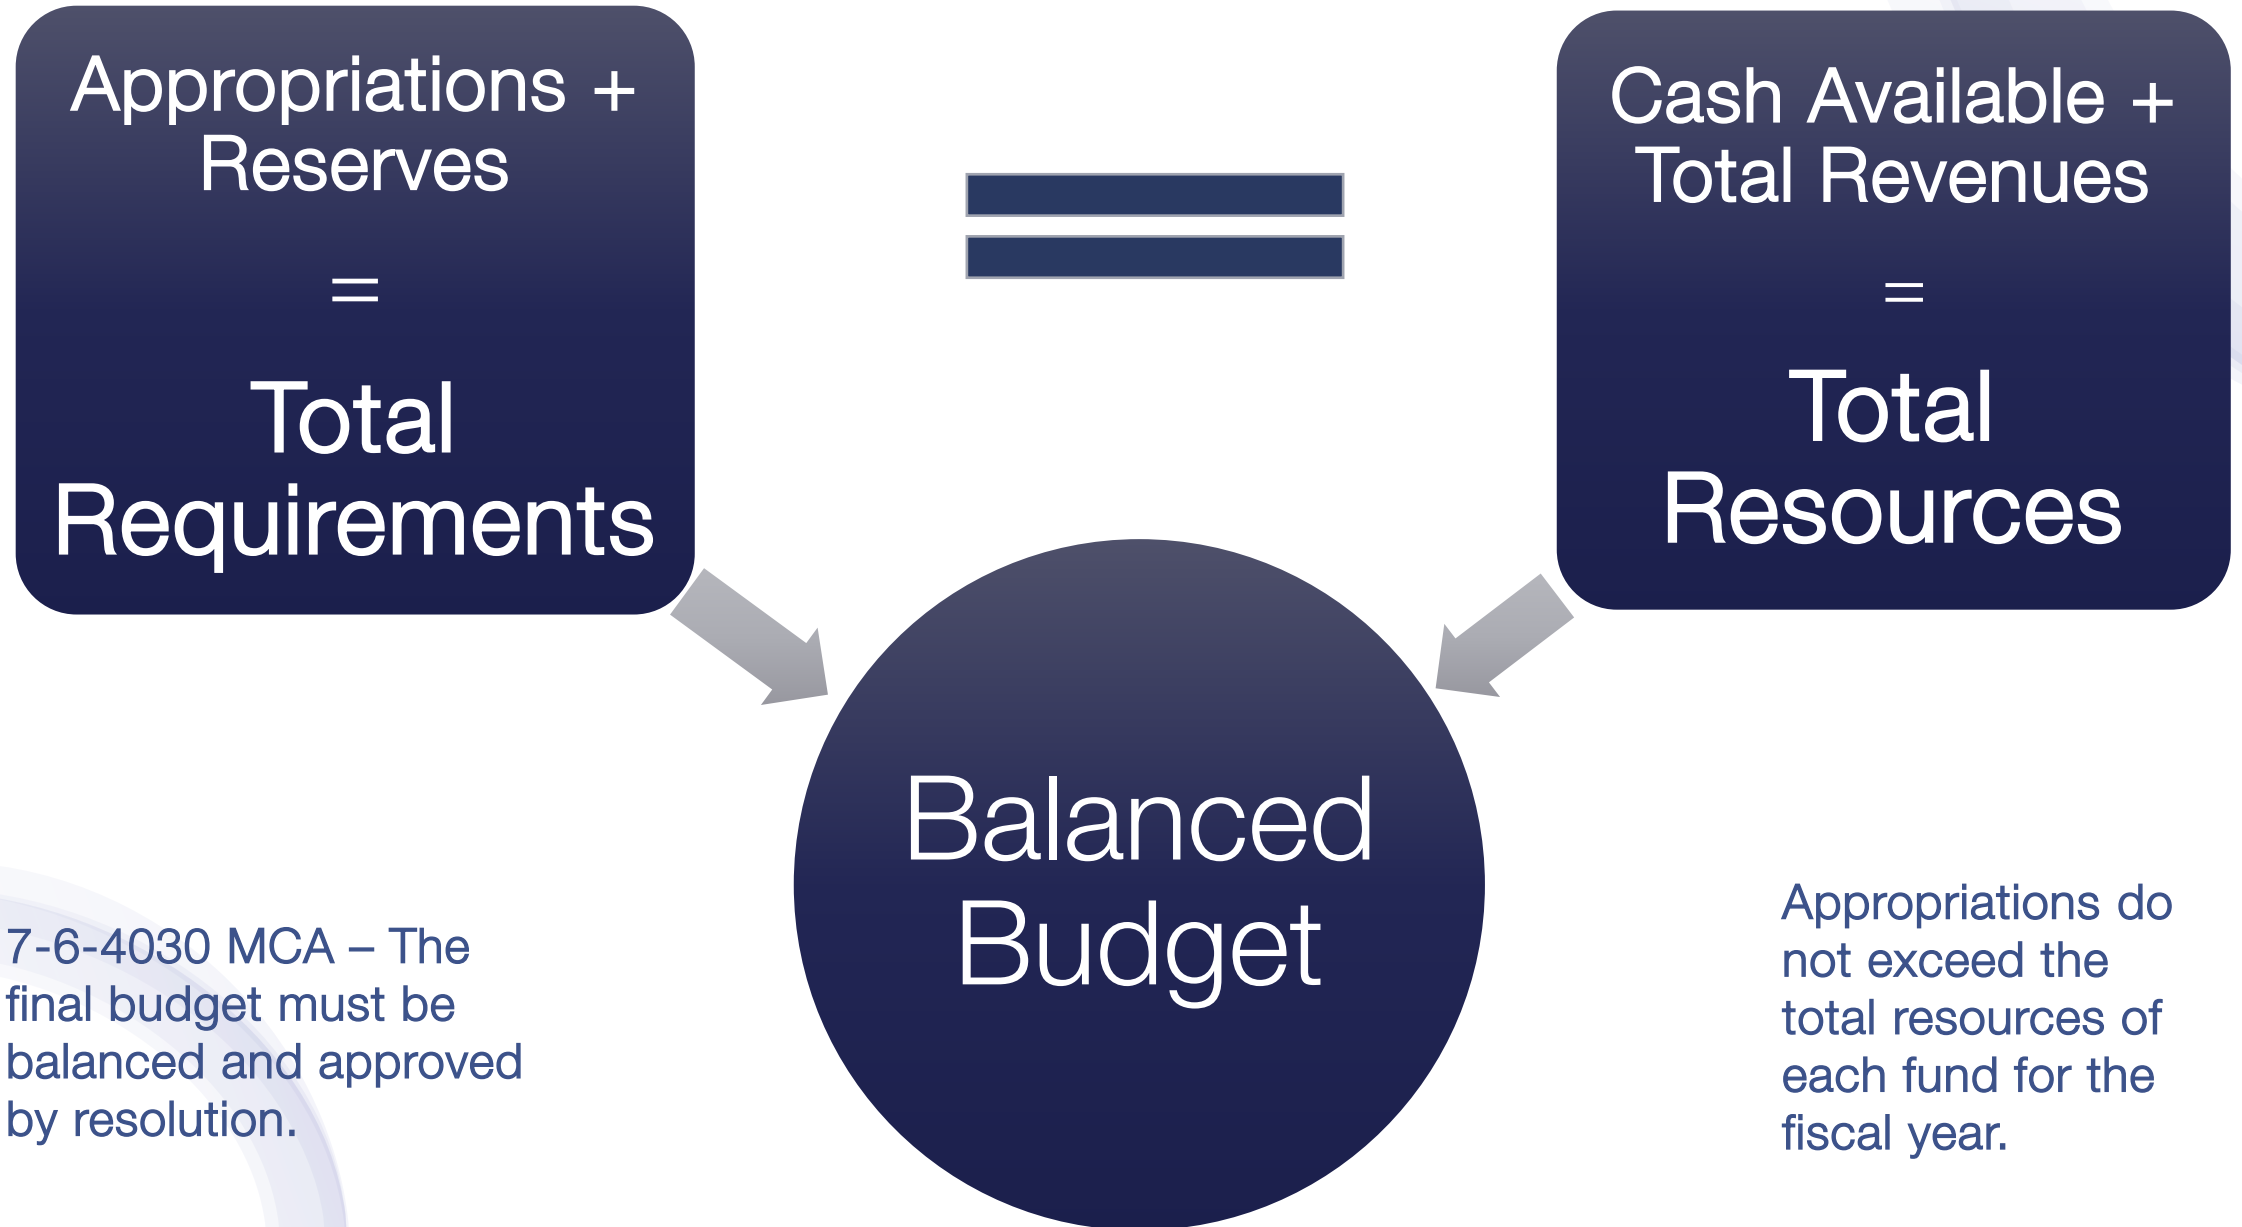 Appropriations +
Reserves
=
Total
Requirements
Cash Available +
Total Revenues
=
Total
Resources
Balanced
Budget
7-6-4030 MCA – The
final budget must be
balanced and approved
by resolution.
Appropriations do
not exceed the
total resources of
each fund for the
fiscal year.